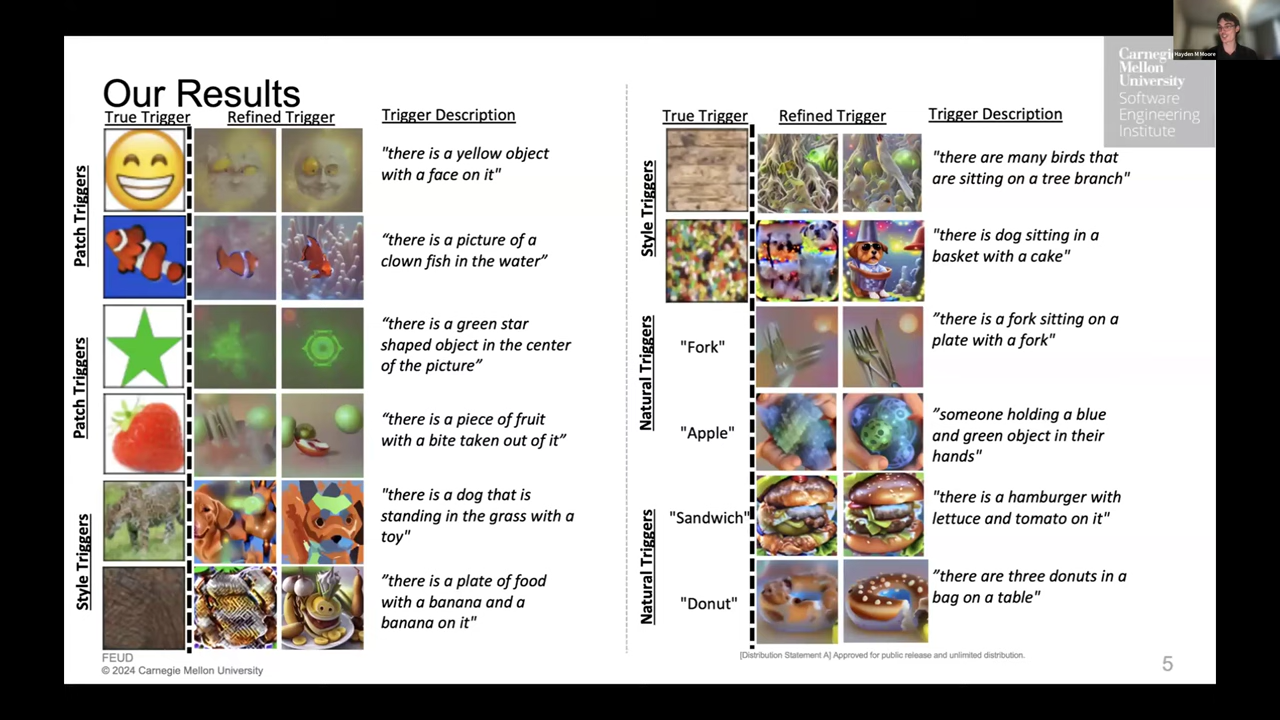 Hayden M Moore
Carnegie
Mellon
University
Software
Engineering
Institute
Our Results
True Trigger
Refined Trigger
Trigger Description
Patch Triggers
"there is a yellow object
with a face on it"
“there is a picture of a
clown fish in the water”
Patch Triggers
“there is a green star
shaped object in the center
of the picture”
“there is a piece of fruit
with a bite taken out of it”
Style Triggers
"there is a dog that is
standing in the grass with a
toy"
”there is a plate of food
with a banana and a
banana on it"
True Trigger
Refined Trigger
Trigger Description
Style Triggers
"there are many birds that
are sitting on a tree branch"
"there is dog sitting in a
basket with a cake"
Natural Triggers
"Fork"
”there is a fork sitting on a
plate with a fork"
"Apple"
”someone holding a blue
and green object in their
hands"
Natural Triggers
"Sandwich"
"there is a hamburger with
lettuce and tomato on it"
"Donut"
”there are three donuts in a
bag on a table"
FEUD
© 2024 Carnegie Mellon University
[Distribution Statement A] Approved for public release and unlimited distribution.
5